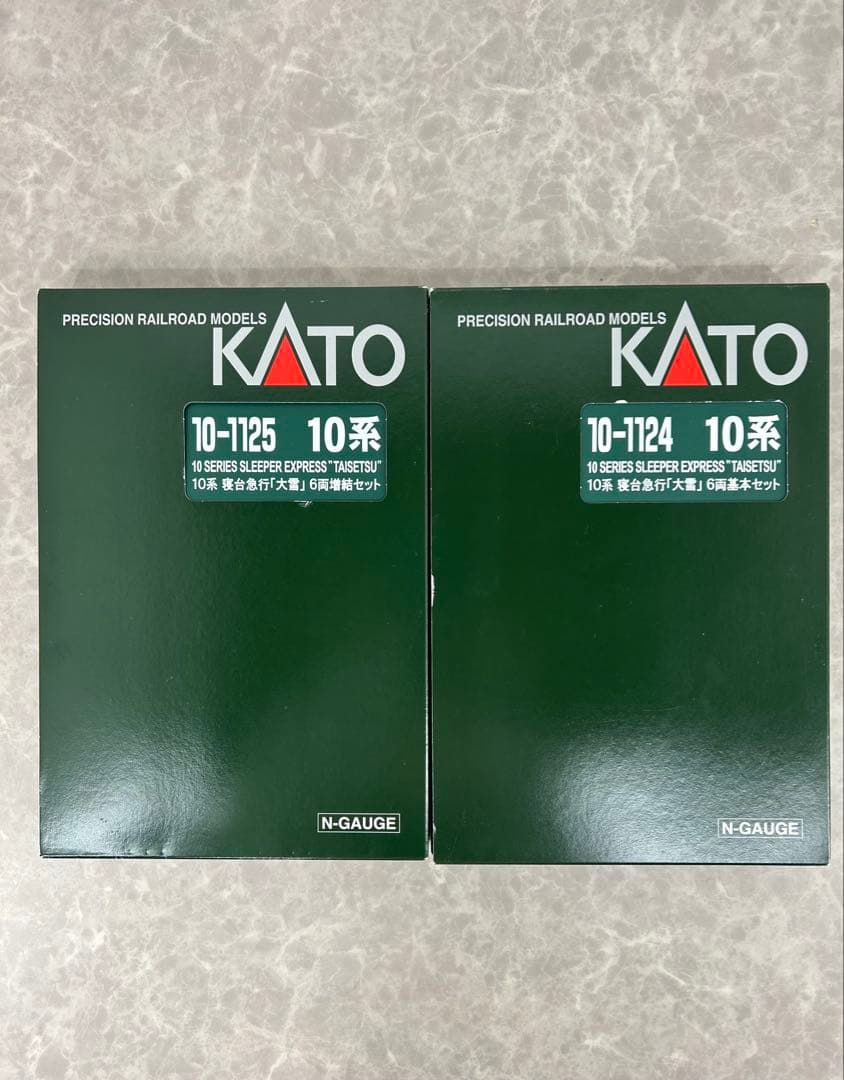 PRECISION RAILROAD MODELS
KATO
10-1125 10系
10 SERIES SLEEPER EXPRESS "TAISETSU"
10系 寝台急行「大雪」 6両増結セット
N-GAUGE
PRECISION RAILROAD MODELS
KATO
10-1124 10系
10 SERIES SLEEPER EXPRESS "TAISETSU"
10系 寝台急行「大雪」 6両基本セット
N-GAUGE